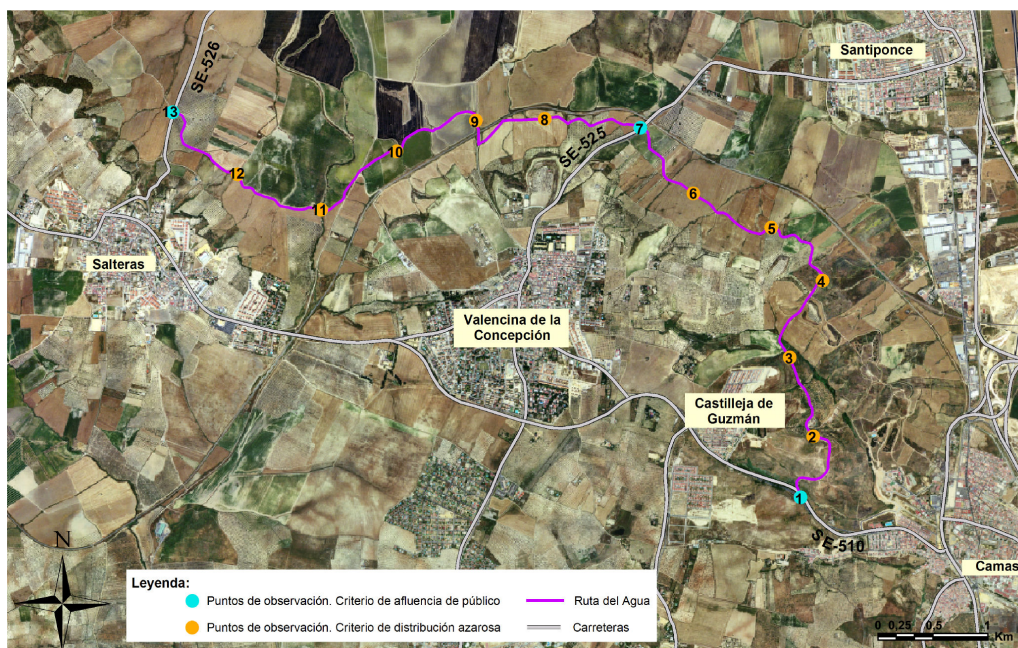 SE-526
Santiponce
13
9
8
7
10
SE-525
12
6
11
5
Salteras
4
Valencina de la
Concepción
3
Castilleja de
Guzmán
2
1
SE-510
N
Camas
Leyenda:
Puntos de observación. Criterio de afluencia de público
Ruta del Agua
Puntos de observación. Criterio de distribución azarosa
Carreteras
0 0,25 0,5 1
Km